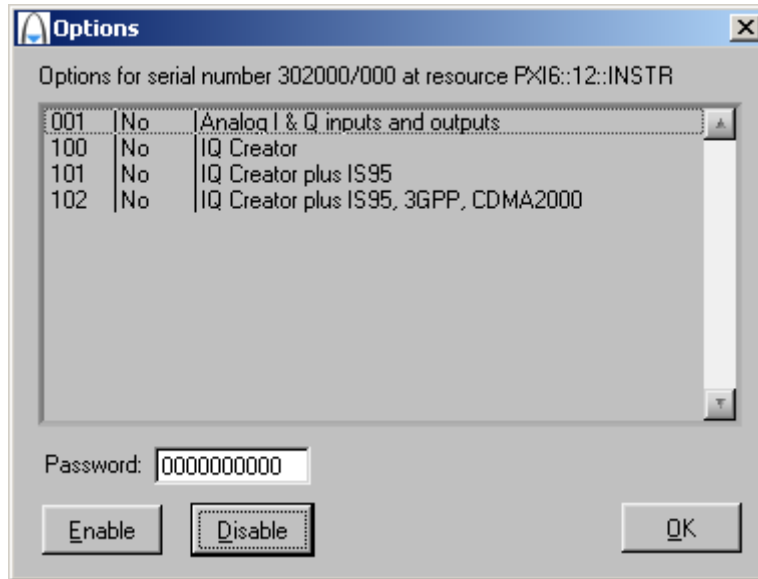 Options
Options for serial number 302000/000 at resource PXI6::12::INSTR
001 No Analog I & Q inputs and outputs
100 No IQ Creator
101 No IQ Creator plus IS95
102 No IQ Creator plus IS95, 3GPP, CDMA2000
Password: 0000000000
Enable Disable OK